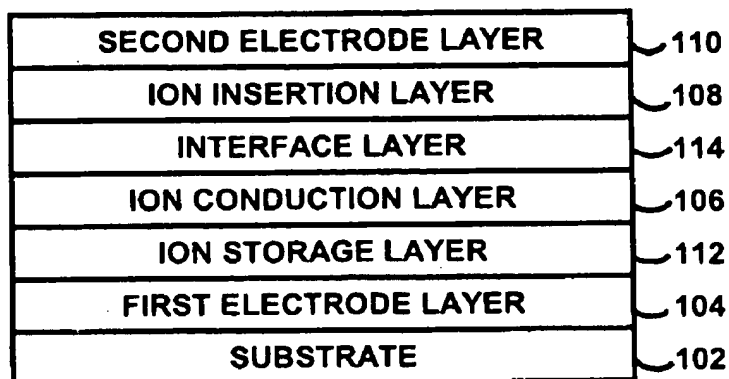 SECOND ELECTRODE LAYER 110
ION INSERTION LAYER 108
INTERFACE LAYER 114
ION CONDUCTION LAYER 106
ION STORAGE LAYER 112
FIRST ELECTRODE LAYER 104
SUBSTRATE 102